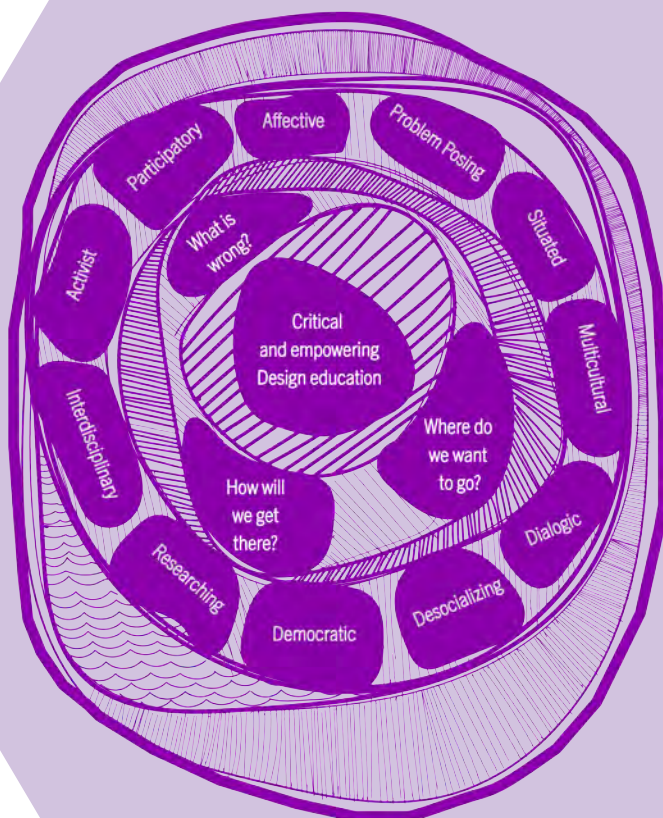 Critical
and empowering
Design education
What is
wrong?
Where do
we want
to go?
How will
we get
there?
Participatory
Affective
Problem Posing
Situated
Multicultural
Dialogic
Desocializing
Democratic
Researching
Interdisciplinary
Activist